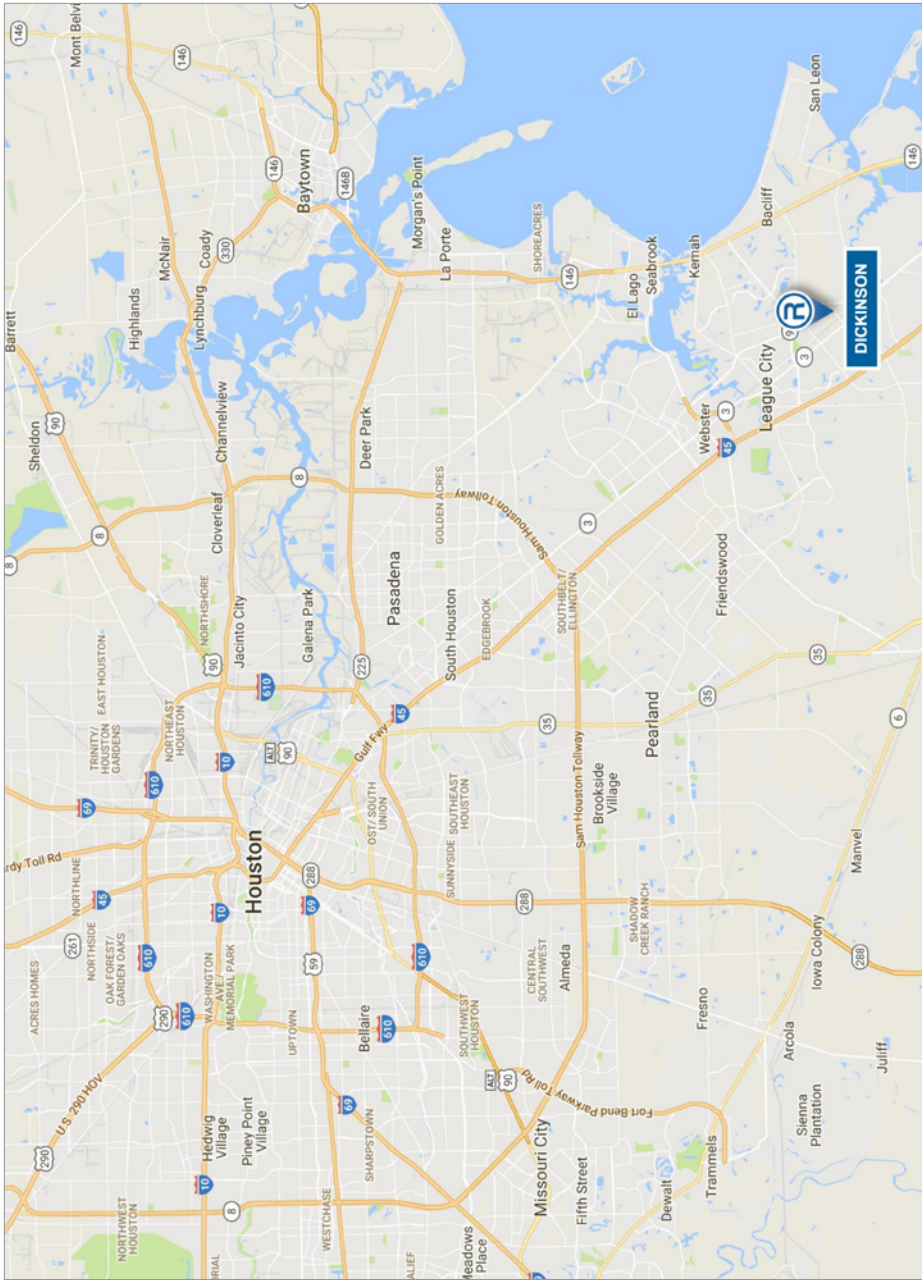 146
Mont Belvi
Barrett
8
Sheldon
90
ACRES HOMES
261
NORTHLINE
ardy Toll Rd
69
TRINITY/
HOUSTON
GARDENS
EAST HOUSTON
8
290
U.S. 290 HOV
NORTHSIDE
45
OAK FOREST/
GARDEN OAKS
610
610
NORTHEAST
HOUSTON
Highlands
McNair
146
NORTHWEST
HOUSTON
290
610
NORTHSHORE
90
Lynchburg
Coady
330
10
Hedwig
Village
WASHINGTON
AVE./
MEMORIAL PARK
10
10
Jacinto City
Cloverleaf
Channelview
ORIAL
8
Piney Point
Village
Houston
610
ALT
90
146
Baytown
UPTOWN
59
69
288
Galena Park
8
146B
WESTCHASE
69
SHARPSTOWN
Bellaire
610
OST/ SOUTH
UNION
Gulf Fwy
225
Deer Park
ALIEF
45
Pasadena
Morgan's Point
610
La Porte
Meadows
Place
SOUTHWEST
HOUSTON
SUNNYSIDE
SOUTHEAST
HOUSTON
South Houston
GOLDEN ACRES
ALT
90
EDGEBROOK
Sam Houston Tollway
Missouri City
CENTRAL
SOUTHWEST
288
35
SHOREACRES
Fifth Street
Almeda
Sam Houston Tollway
SOUTHBELT/
ELLINGTON
3
146
Fort Bend Parkway Toll Rd
Brookside
Village
El Lago
Seabrook
Dewalt
SHADOW
CREEK RANCH
Pearland
Trammels
Fresno
35
Friendswood
Webster
3
Kemah
45
Arcola
League City
Bacliff
Sienna
Plantation
Iowa Colony
35
3
9
R
San Leon
Juliff
288
Manvel
6
DICKINSON
146